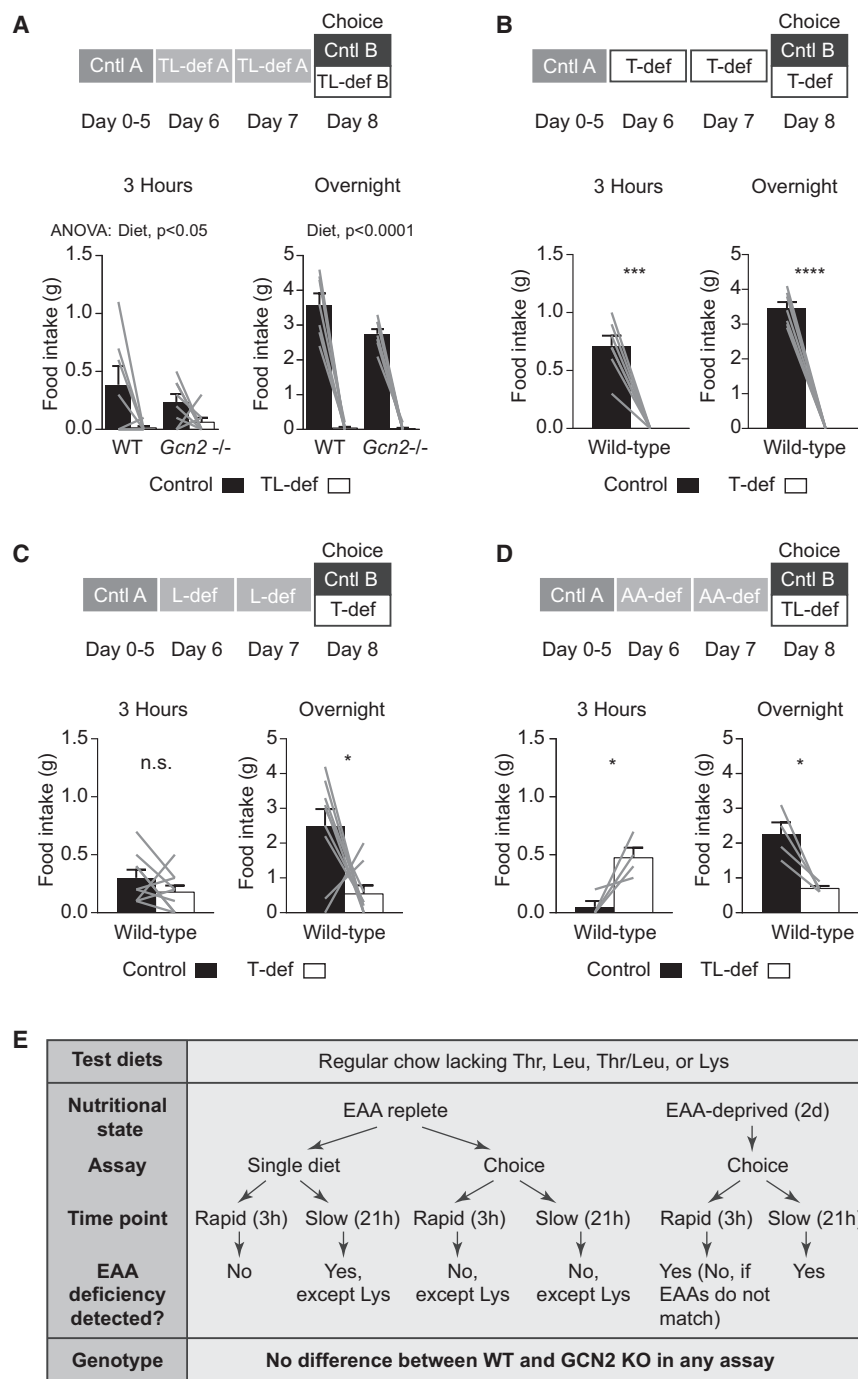 A
Choice
Cntl A TL-def A TL-def A Cntl B
TL-def B
Day 0-5 Day 6 Day 7 Day 8
3 Hours Overnight
ANOVA: Diet, p<0.05 Diet, p<0.0001
Food intake (g)
1.5
1.0
0.5
0.0
WT Gcn2 -/-
Food intake (g)
5
4
3
2
1
0
WT Gcn2-/-
Control TL-def
B
Choice
Cntl A T-def T-def Cntl B
T-def
Day 0-5 Day 6 Day 7 Day 8
3 Hours Overnight
Food intake (g)
1.5
1.0
0.5
0.0
***
Wild-type
Food intake (g)
5
4
3
2
1
0
****
Wild-type
Control T-def
C
Choice
Cntl A L-def L-def Cntl B
T-def
Day 0-5 Day 6 Day 7 Day 8
3 Hours Overnight
Food intake (g)
1.5
1.0
0.5
0.0
n.s.
Wild-type
Food intake (g)
5
4
3
2
1
0
*
Wild-type
Control T-def
D
Choice
Cntl A AA-def AA-def Cntl B
TL-def
Day 0-5 Day 6 Day 7 Day 8
3 Hours Overnight
Food intake (g)
1.5
1.0
0.5
0.0
*
Wild-type
Food intake (g)
5
4
3
2
1
0
*
Wild-type
Control TL-def
E
Test diets Regular chow lacking Thr, Leu, Thr/Leu, or Lys
Nutritional
state
EAA replete EAA-deprived (2d)
Assay Single diet Choice Choice
Time point Rapid (3h) Slow (21h) Rapid (3h) Slow (21h) Rapid (3h) Slow (21h)
EAA
deficiency
detected?
No
Yes,
except Lys
No,
except Lys
No,
except Lys
Yes (No, if
EAAs do not
match)
Yes
Genotype No difference between WT and GCN2 KO in any assay